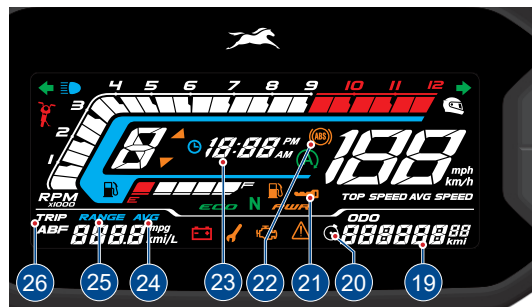 4 5 6 7 8 9 10 11 12
3
2
1
8 18:88 PM
AM
(ABS)
A
188
mph
km/h
RPM
x1000
E F
ECO N PWR
TOP SPEED AVG SPEED
TRIP RANGE AVG
ODO
ABF 888.8 mpg
km/L
888888 88
kmi
26 25 24 23 22 21 20 19